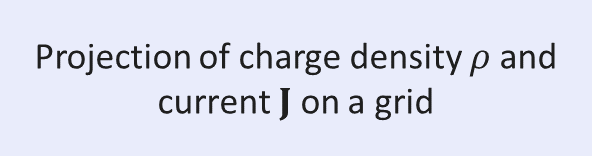 Projection of charge density ρ and
current J on a grid